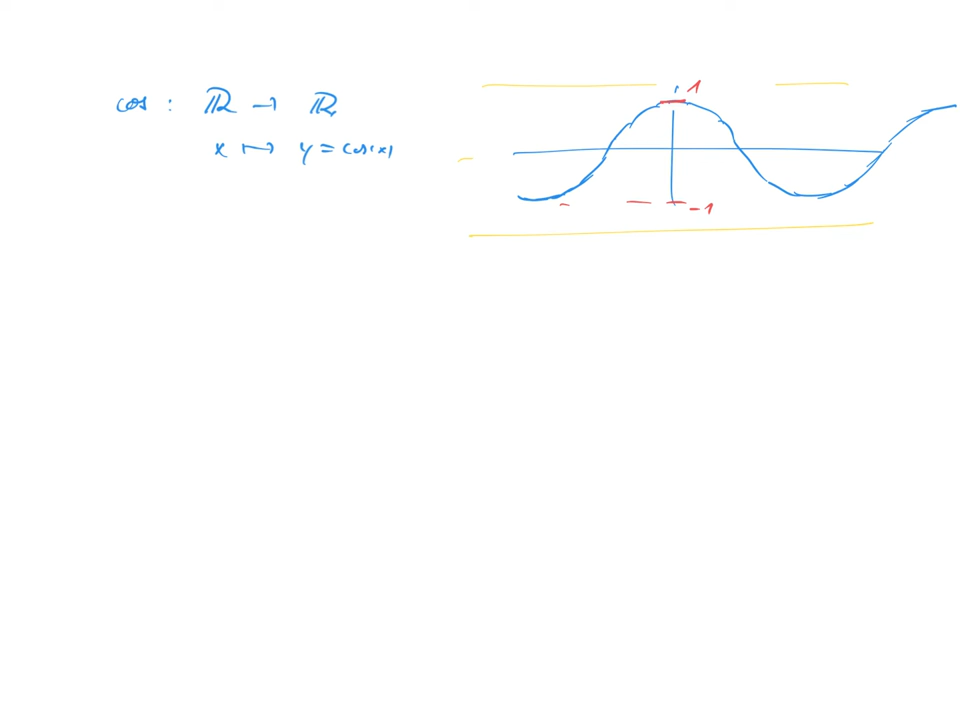 cos : ℝ → ℝ
x ↦ y = cos(x)
1
-1